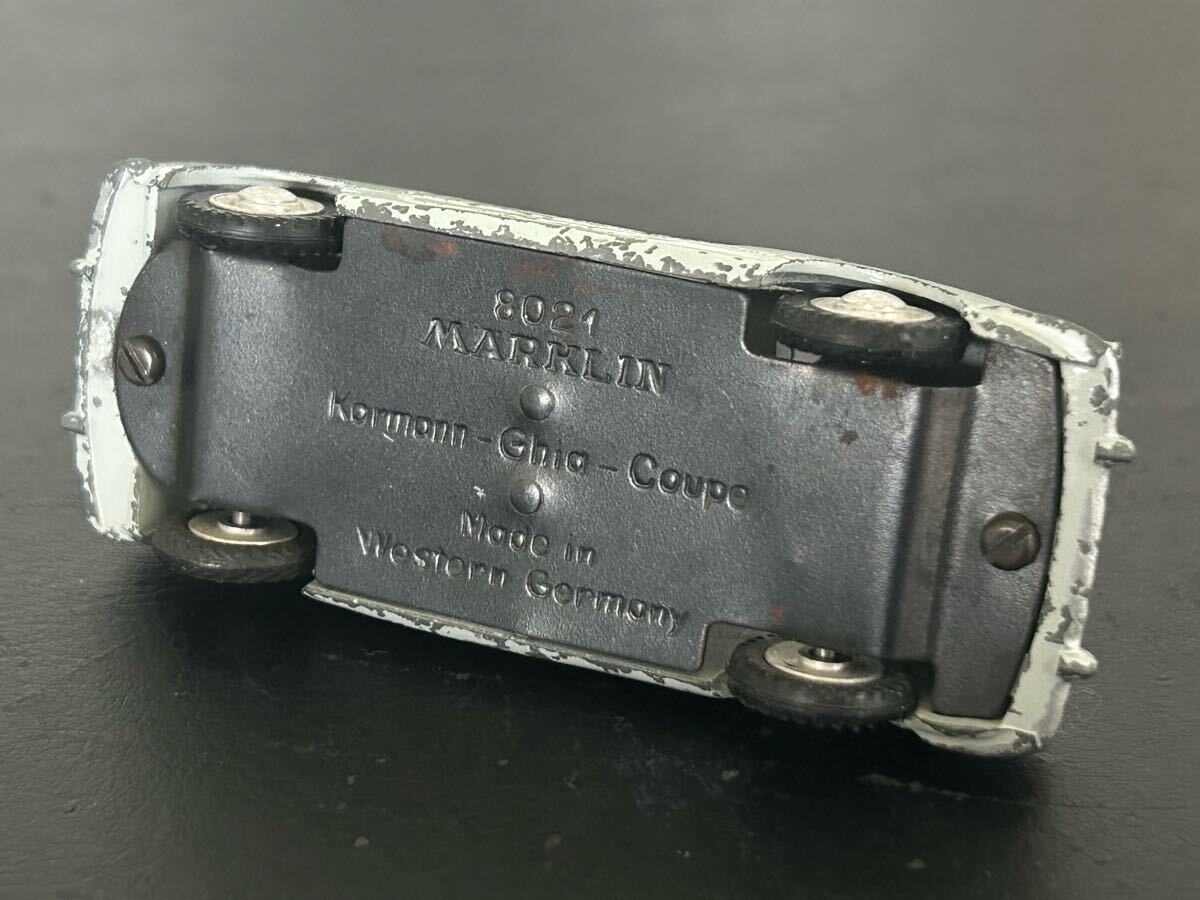 8021
MARKLIN
Karmann-Ghia-Coupe
Made in
Western Germany